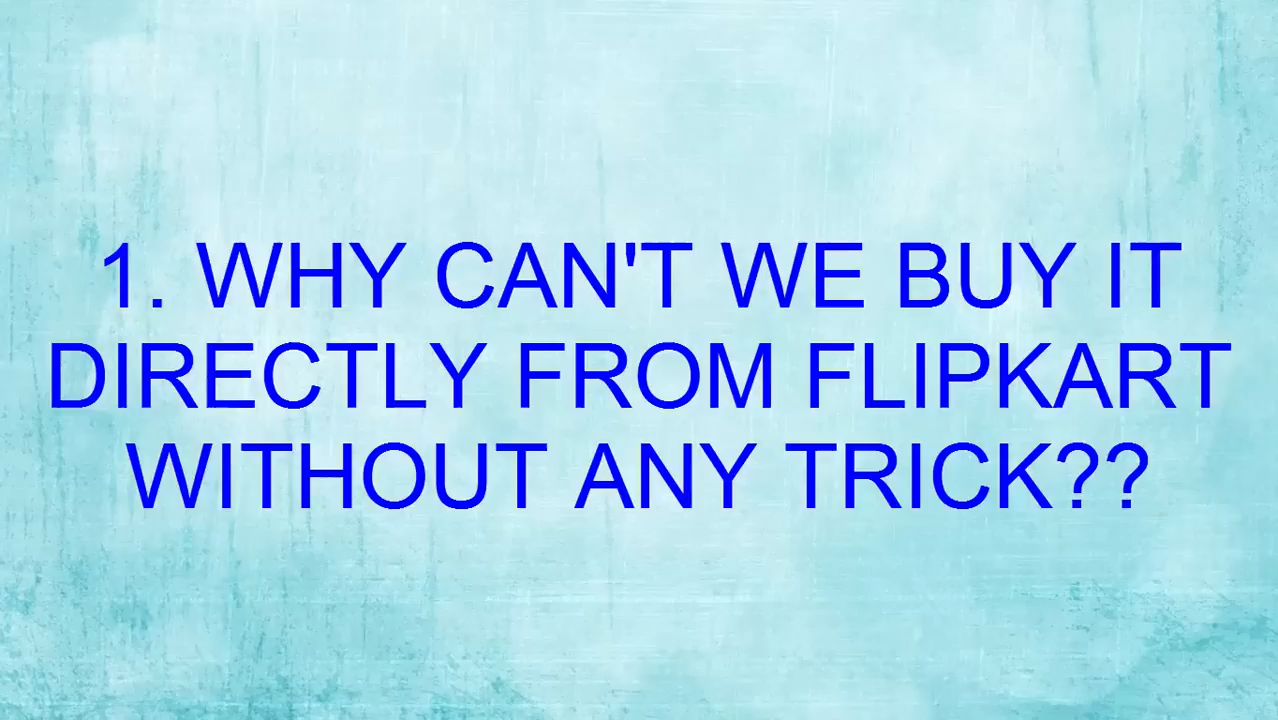 1. WHY CAN'T WE BUY IT
DIRECTLY FROM FLIPKART
WITHOUT ANY TRICK??